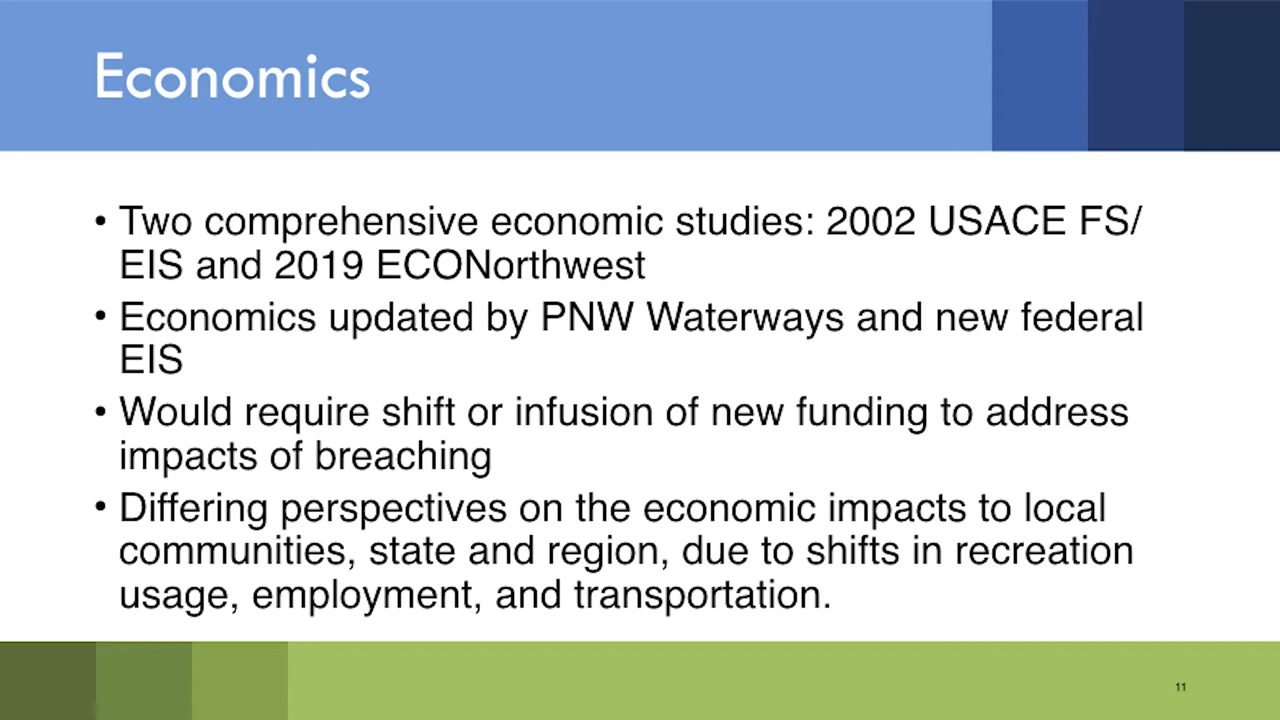 Economics
• Two comprehensive economic studies: 2002 USACE FS/
EIS and 2019 ECONorthwest
• Economics updated by PNW Waterways and new federal
EIS
• Would require shift or infusion of new funding to address
impacts of breaching
• Differing perspectives on the economic impacts to local
communities, state and region, due to shifts in recreation
usage, employment, and transportation.
11